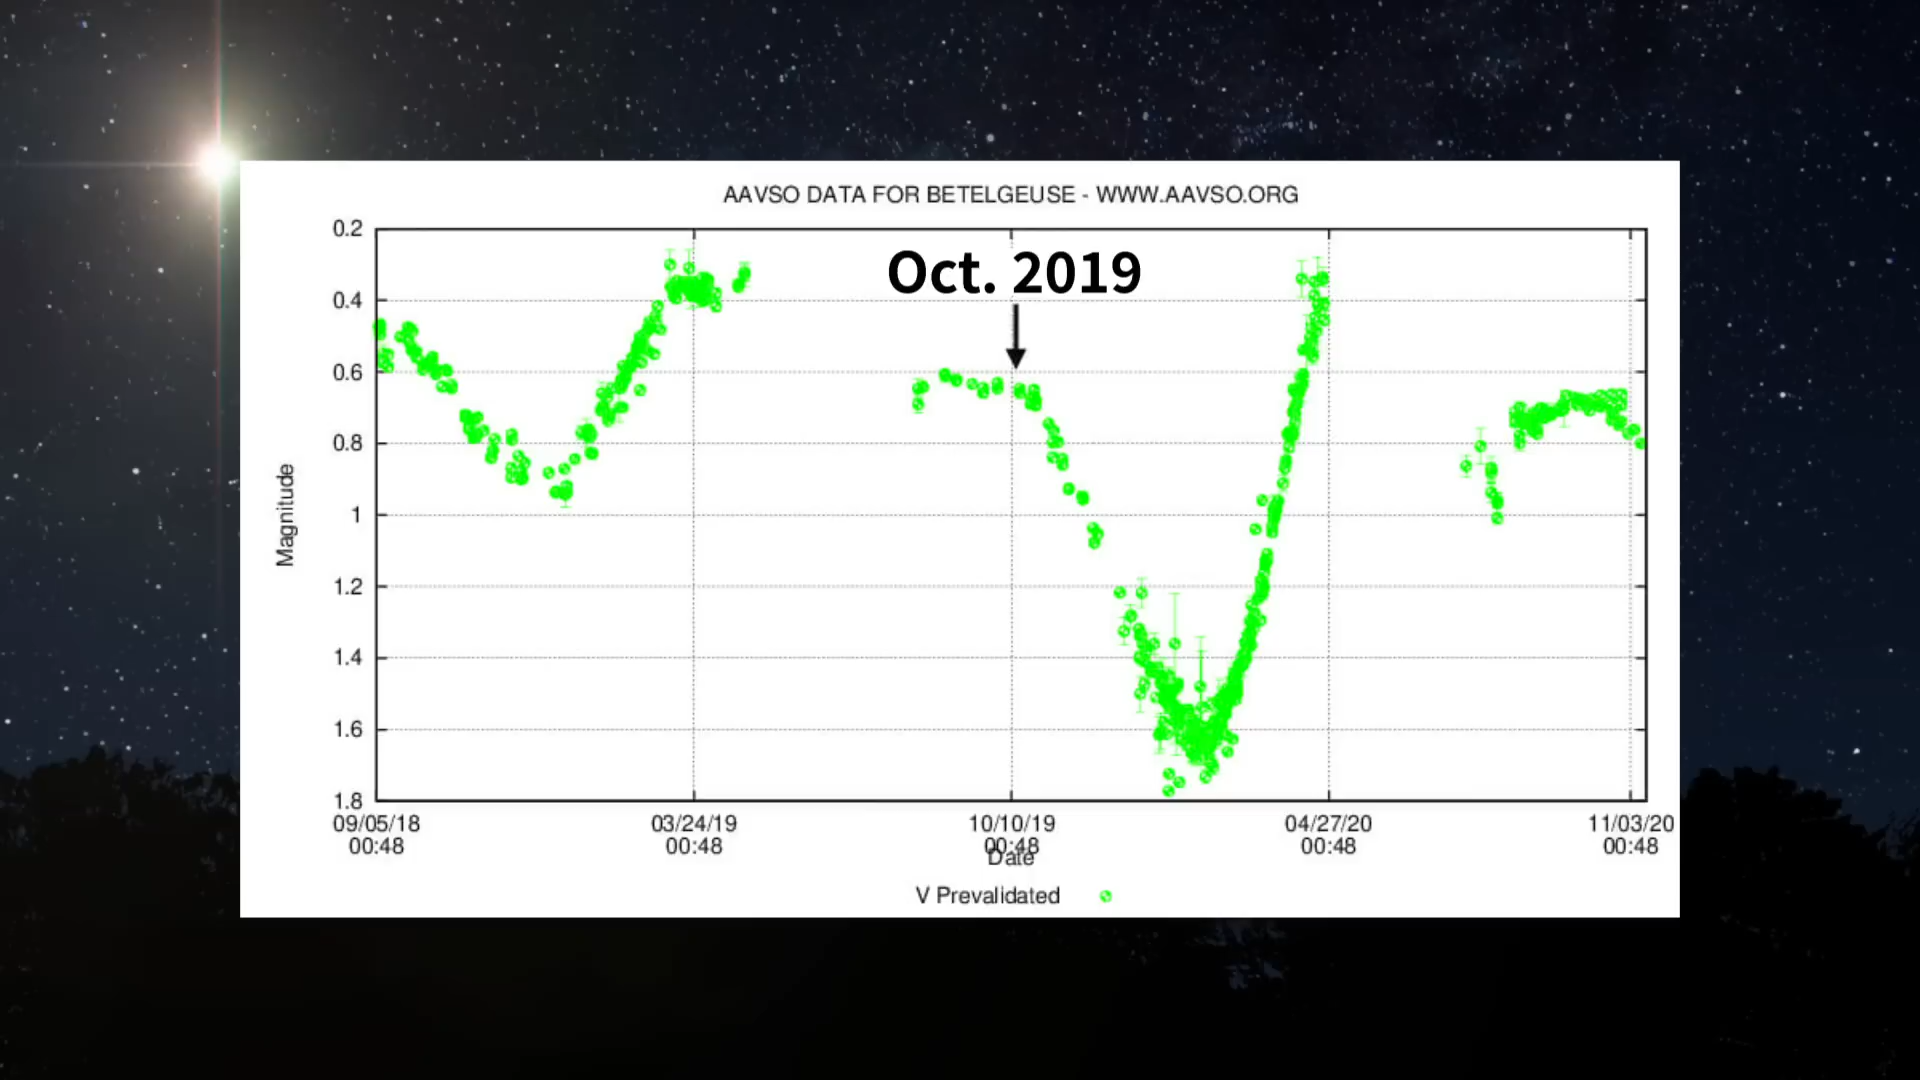 AAVSO DATA FOR BETELGEUSE - WWW.AAVSO.ORG
Oct. 2019
0.2
0.4
0.6
0.8
1
1.2
1.4
1.6
1.8
Magnitude
09/05/18 03/24/19 10/10/19 04/27/20 11/03/20
00:48 00:48 00:48 00:48 00:48
Date
V Prevalidated